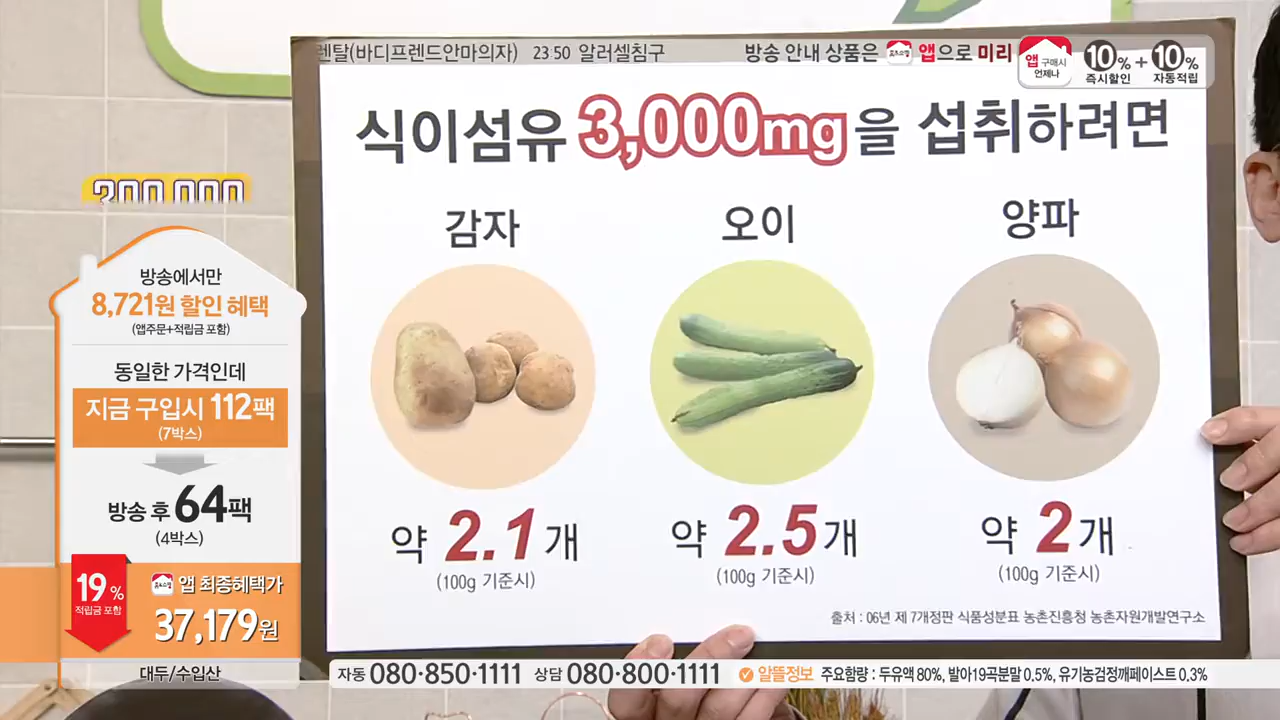 렌탈(바디프렌드안마의자) 23:50 알러셀침구
방송 안내 상품은 홈&쇼핑 앱으로 미리
앱 구매시 언제나
10% 즉시할인 + 10% 자동적립
식이섬유 3,000mg을 섭취하려면
감자 오이 양파
약 2.1개 약 2.5개 약 2개
(100g 기준시) (100g 기준시) (100g 기준시)
출처 : 06년 제 7개정판 식품성분표 농촌진흥청 농촌자원개발연구소
300,000
방송에서만
8,721원 할인 혜택
(앱주문+적립금 포함)
동일한 가격인데
지금 구입시 112팩
(7박스)
방송 후 64팩
(4박스)
19%
적립금 포함
앱 최종혜택가
37,179원
대두/수입산
자동 080·850·1111 상담 080·800·1111 알뜰정보 주요함량 : 두유액 80%, 발아19곡분말 0.5%, 유기농검정깨페이스트 0.3%